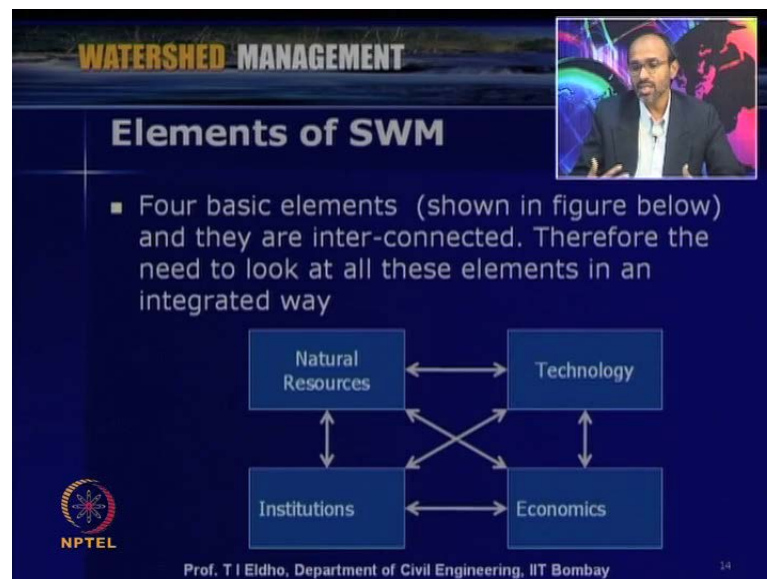 WATERSHED MANAGEMENT
Elements of SWM
Four basic elements (shown in figure below)
and they are inter-connected. Therefore the
need to look at all these elements in an
integrated way
Natural
Resources
Technology
Institutions
Economics
NPTEL
Prof. T I Eldho, Department of Civil Engineering, IIT Bombay
14